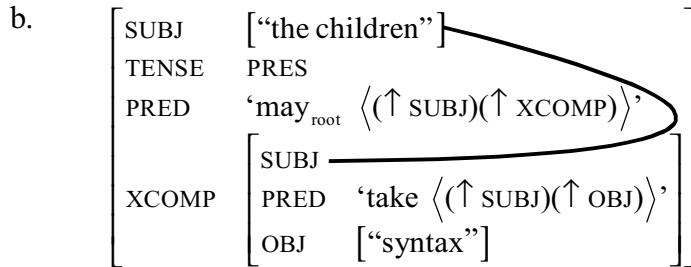 b.
SUBJ [“the children”]
TENSE PRES
PRED ‘may_root ⟨(↑ SUBJ)(↑ XCOMP)⟩’
SUBJ
XCOMP PRED ‘take ⟨(↑ SUBJ)(↑ OBJ)⟩’
OBJ [“syntax”]